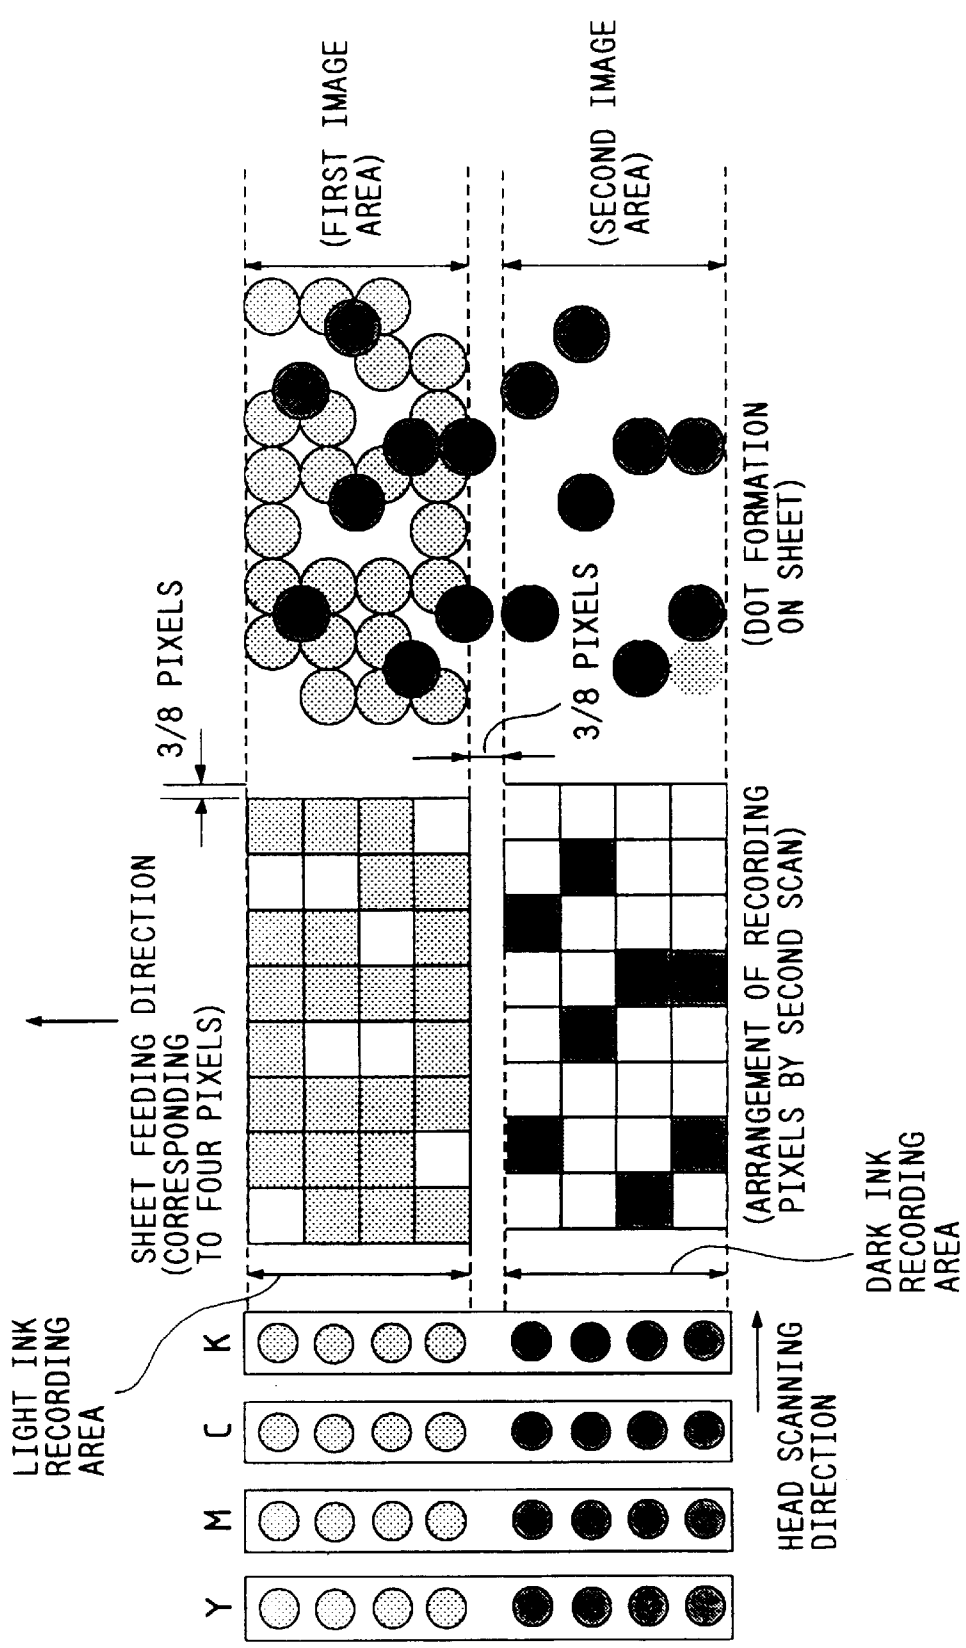 LIGHT INK
RECORDING
AREA
SHEET FEEDING DIRECTION
(CORRESPONDING
TO FOUR PIXELS)
3/8 PIXELS
(FIRST IMAGE
AREA)
Y
M
C
K
3/8 PIXELS
(SECOND IMAGE
AREA)
HEAD SCANNING
DIRECTION
DARK INK
RECORDING
AREA
(ARRANGEMENT OF RECORDING
PIXELS BY SECOND SCAN)
(DOT FORMATION
ON SHEET)